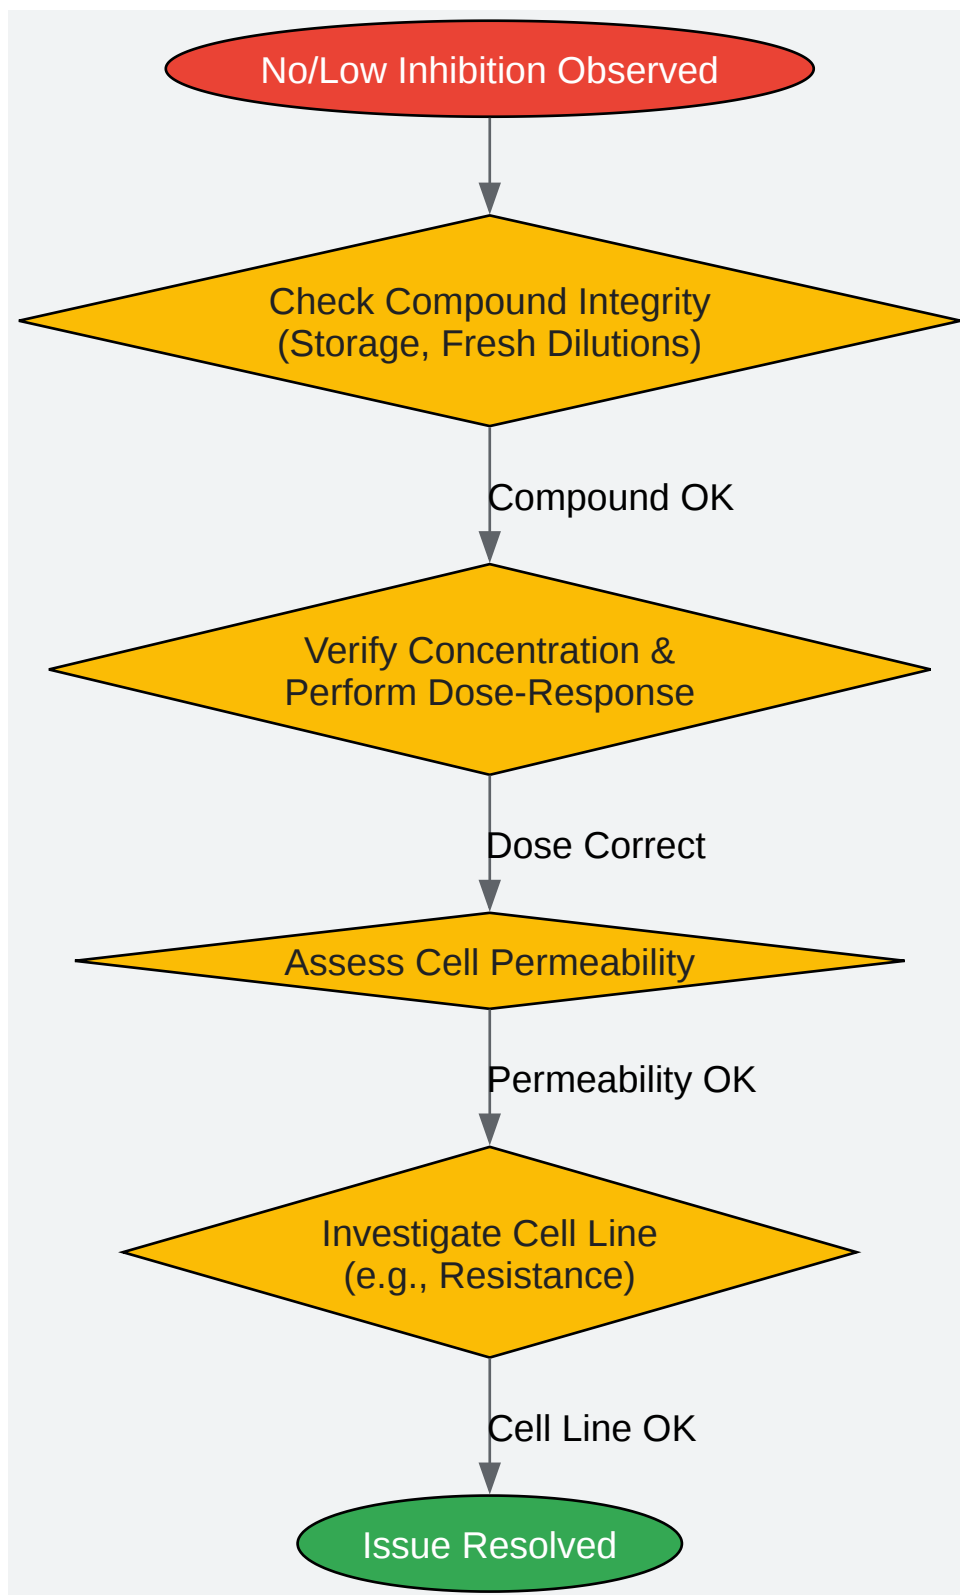 No/Low Inhibition Observed
Check Compound Integrity
(Storage, Fresh Dilutions)
Compound OK
Verify Concentration &
Perform Dose-Response
Dose Correct
Assess Cell Permeability
Permeability OK
Investigate Cell Line
(e.g., Resistance)
Cell Line OK
Issue Resolved